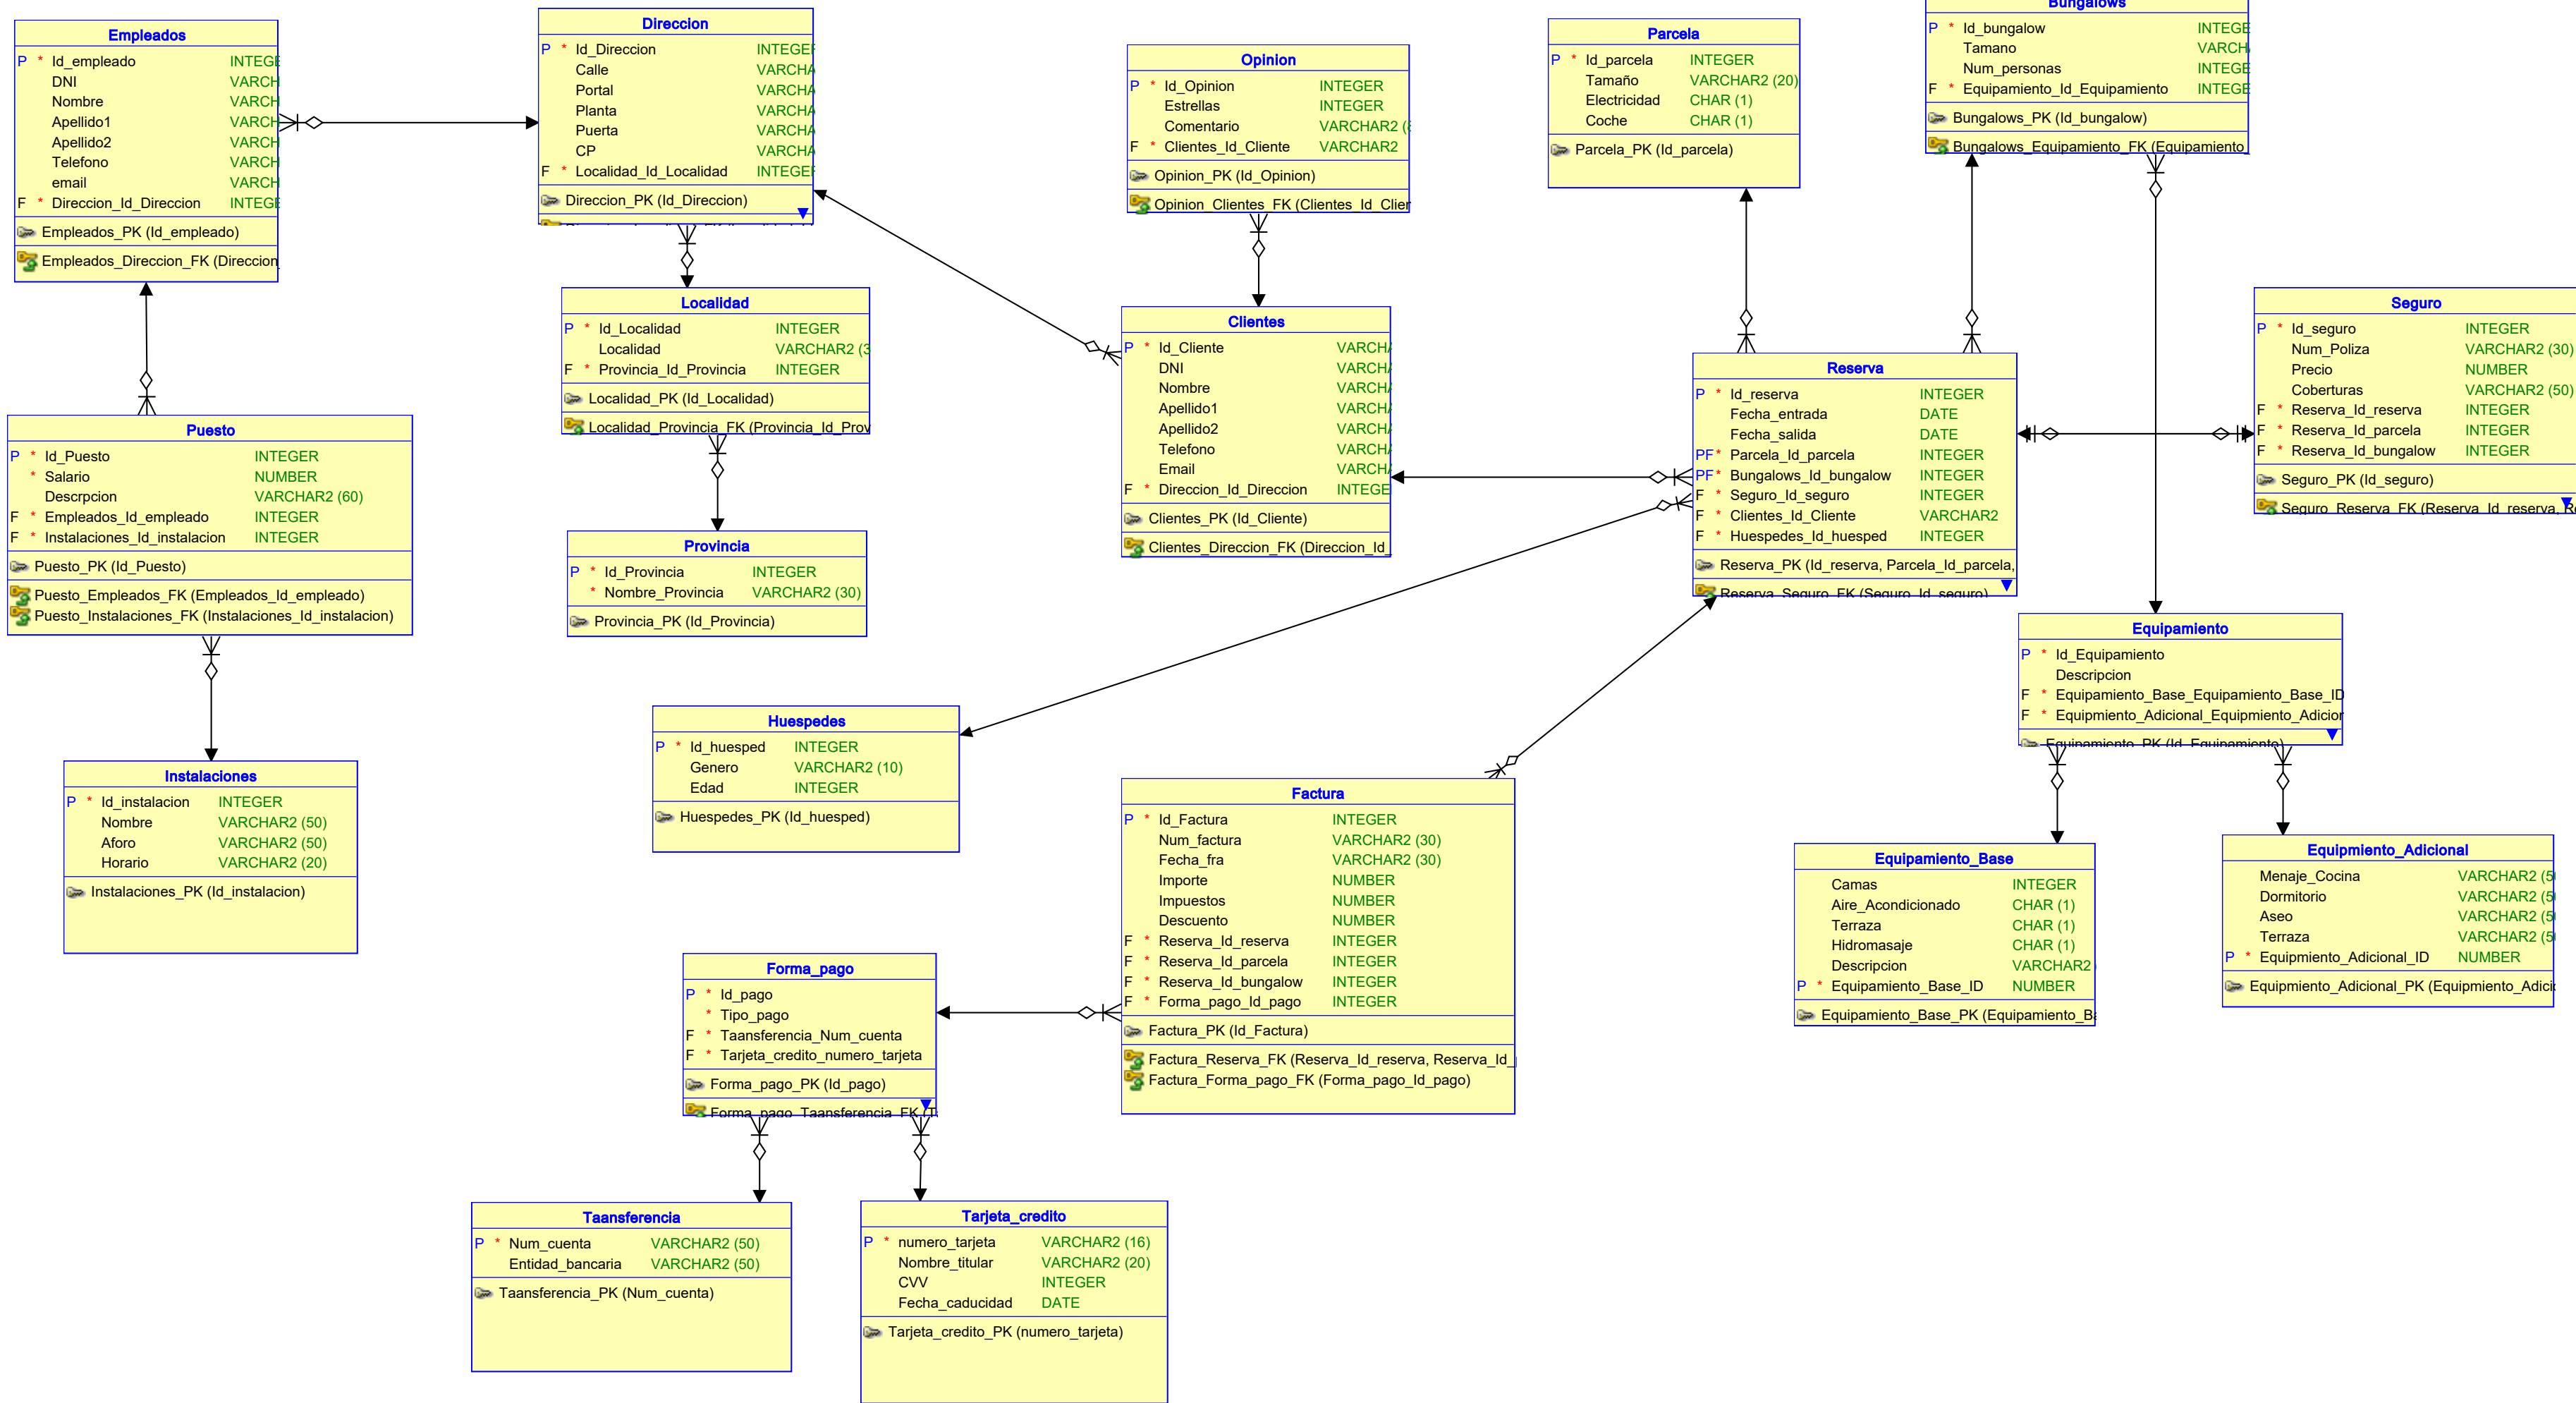 Empleados
P * Id_empleado INTEGE
DNI VARCH
Nombre VARCH
Apellido1 VARCH
Apellido2 VARCH
Telefono VARCH
email VARCH
F * Direccion_Id_Direccion INTEGE
Empleados_PK (Id_empleado)
Empleados_Direccion_FK (Direccion
Direccion
P * Id_Direccion INTEGER
Calle VARCHA
Portal VARCHA
Planta VARCHA
Puerta VARCHA
CP VARCHA
F * Localidad_Id_Localidad INTEGER
Direccion_PK (Id_Direccion)
Opinion
P * Id_Opinion INTEGER
Estrellas INTEGER
Comentario VARCHAR2 (
F * Clientes_Id_Cliente VARCHAR2
Opinion_PK (Id_Opinion)
Opinion_Clientes_FK (Clientes_Id_Clier
Parcela
P * Id_parcela INTEGER
Tamaño VARCHAR2 (20)
Electricidad CHAR (1)
Coche CHAR (1)
Parcela_PK (Id_parcela)
Bungalows
P * Id_bungalow INTEGE
Tamano VARCH
Num_personas INTEGE
F * Equipamiento_Id_Equipamiento INTEGE
Bungalows_PK (Id_bungalow)
Bungalows_Equipamiento_FK (Equipamiento_
Localidad
P * Id_Localidad INTEGER
Localidad VARCHAR2 (3
F * Provincia_Id_Provincia INTEGER
Localidad_PK (Id_Localidad)
Localidad_Provincia_FK (Provincia_Id_Prov
Clientes
P * Id_Cliente VARCHA
DNI VARCHA
Nombre VARCHA
Apellido1 VARCHA
Apellido2 VARCHA
Telefono VARCHA
Email VARCHA
F * Direccion_Id_Direccion INTEGE
Clientes_PK (Id_Cliente)
Clientes_Direccion_FK (Direccion_Id_
Reserva
P * Id_reserva INTEGER
Fecha_entrada DATE
Fecha_salida DATE
PF * Parcela_Id_parcela INTEGER
PF * Bungalows_Id_bungalow INTEGER
F * Seguro_Id_seguro INTEGER
F * Clientes_Id_Cliente VARCHAR2
F * Huespedes_Id_huesped INTEGER
Reserva_PK (Id_reserva, Parcela_Id_parcela,
Reserva_Seguro_FK (Seguro_Id_seguro)
Seguro
P * Id_seguro INTEGER
Num_Poliza VARCHAR2 (30)
Precio NUMBER
Coberturas VARCHAR2 (50)
F * Reserva_Id_reserva INTEGER
F * Reserva_Id_parcela INTEGER
F * Reserva_Id_bungalow INTEGER
Seguro_PK (Id_seguro)
Seguro_Reserva_FK (Reserva_Id_reserva, R
Puesto
P * Id_Puesto INTEGER
* Salario NUMBER
Descrpcion VARCHAR2 (60)
F * Empleados_Id_empleado INTEGER
F * Instalaciones_Id_instalacion INTEGER
Puesto_PK (Id_Puesto)
Puesto_Empleados_FK (Empleados_Id_empleado)
Puesto_Instalaciones_FK (Instalaciones_Id_instalacion)
Provincia
P * Id_Provincia INTEGER
* Nombre_Provincia VARCHAR2 (30)
Provincia_PK (Id_Provincia)
Equipamiento
P * Id_Equipamiento
Descripcion
F * Equipamiento_Base_Equipamiento_Base_ID
F * Equipmiento_Adicional_Equipmiento_Adicior
Equipamiento_PK (Id_Equipamiento)
Huespedes
P * Id_huesped INTEGER
Genero VARCHAR2 (10)
Edad INTEGER
Huespedes_PK (Id_huesped)
Instalaciones
P * Id_instalacion INTEGER
Nombre VARCHAR2 (50)
Aforo VARCHAR2 (50)
Horario VARCHAR2 (20)
Instalaciones_PK (Id_instalacion)
Factura
P * Id_Factura INTEGER
Num_factura VARCHAR2 (30)
Fecha_fra VARCHAR2 (30)
Importe NUMBER
Impuestos NUMBER
Descuento NUMBER
F * Reserva_Id_reserva INTEGER
F * Reserva_Id_parcela INTEGER
F * Reserva_Id_bungalow INTEGER
F * Forma_pago_Id_pago INTEGER
Factura_PK (Id_Factura)
Factura_Reserva_FK (Reserva_Id_reserva, Reserva_Id_
Factura_Forma_pago_FK (Forma_pago_Id_pago)
Equipamiento_Base
Camas INTEGER
Aire_Acondicionado CHAR (1)
Terraza CHAR (1)
Hidromasaje CHAR (1)
Descripcion VARCHAR2
P * Equipamiento_Base_ID NUMBER
Equipamiento_Base_PK (Equipamiento_Ba
Equipmiento_Adicional
Menaje_Cocina VARCHAR2 (5
Dormitorio VARCHAR2 (5
Aseo VARCHAR2 (5
Terraza VARCHAR2 (5
P * Equipmiento_Adicional_ID NUMBER
Equipmiento_Adicional_PK (Equipmiento_Adici
Forma_pago
P * Id_pago
* Tipo_pago
F * Taansferencia_Num_cuenta
F * Tarjeta_credito_numero_tarjeta
Forma_pago_PK (Id_pago)
Forma_pago_Taansferencia_FK (T
Taansferencia
P * Num_cuenta VARCHAR2 (50)
Entidad_bancaria VARCHAR2 (50)
Taansferencia_PK (Num_cuenta)
Tarjeta_credito
P * numero_tarjeta VARCHAR2 (16)
Nombre_titular VARCHAR2 (20)
CVV INTEGER
Fecha_caducidad DATE
Tarjeta_credito_PK (numero_tarjeta)